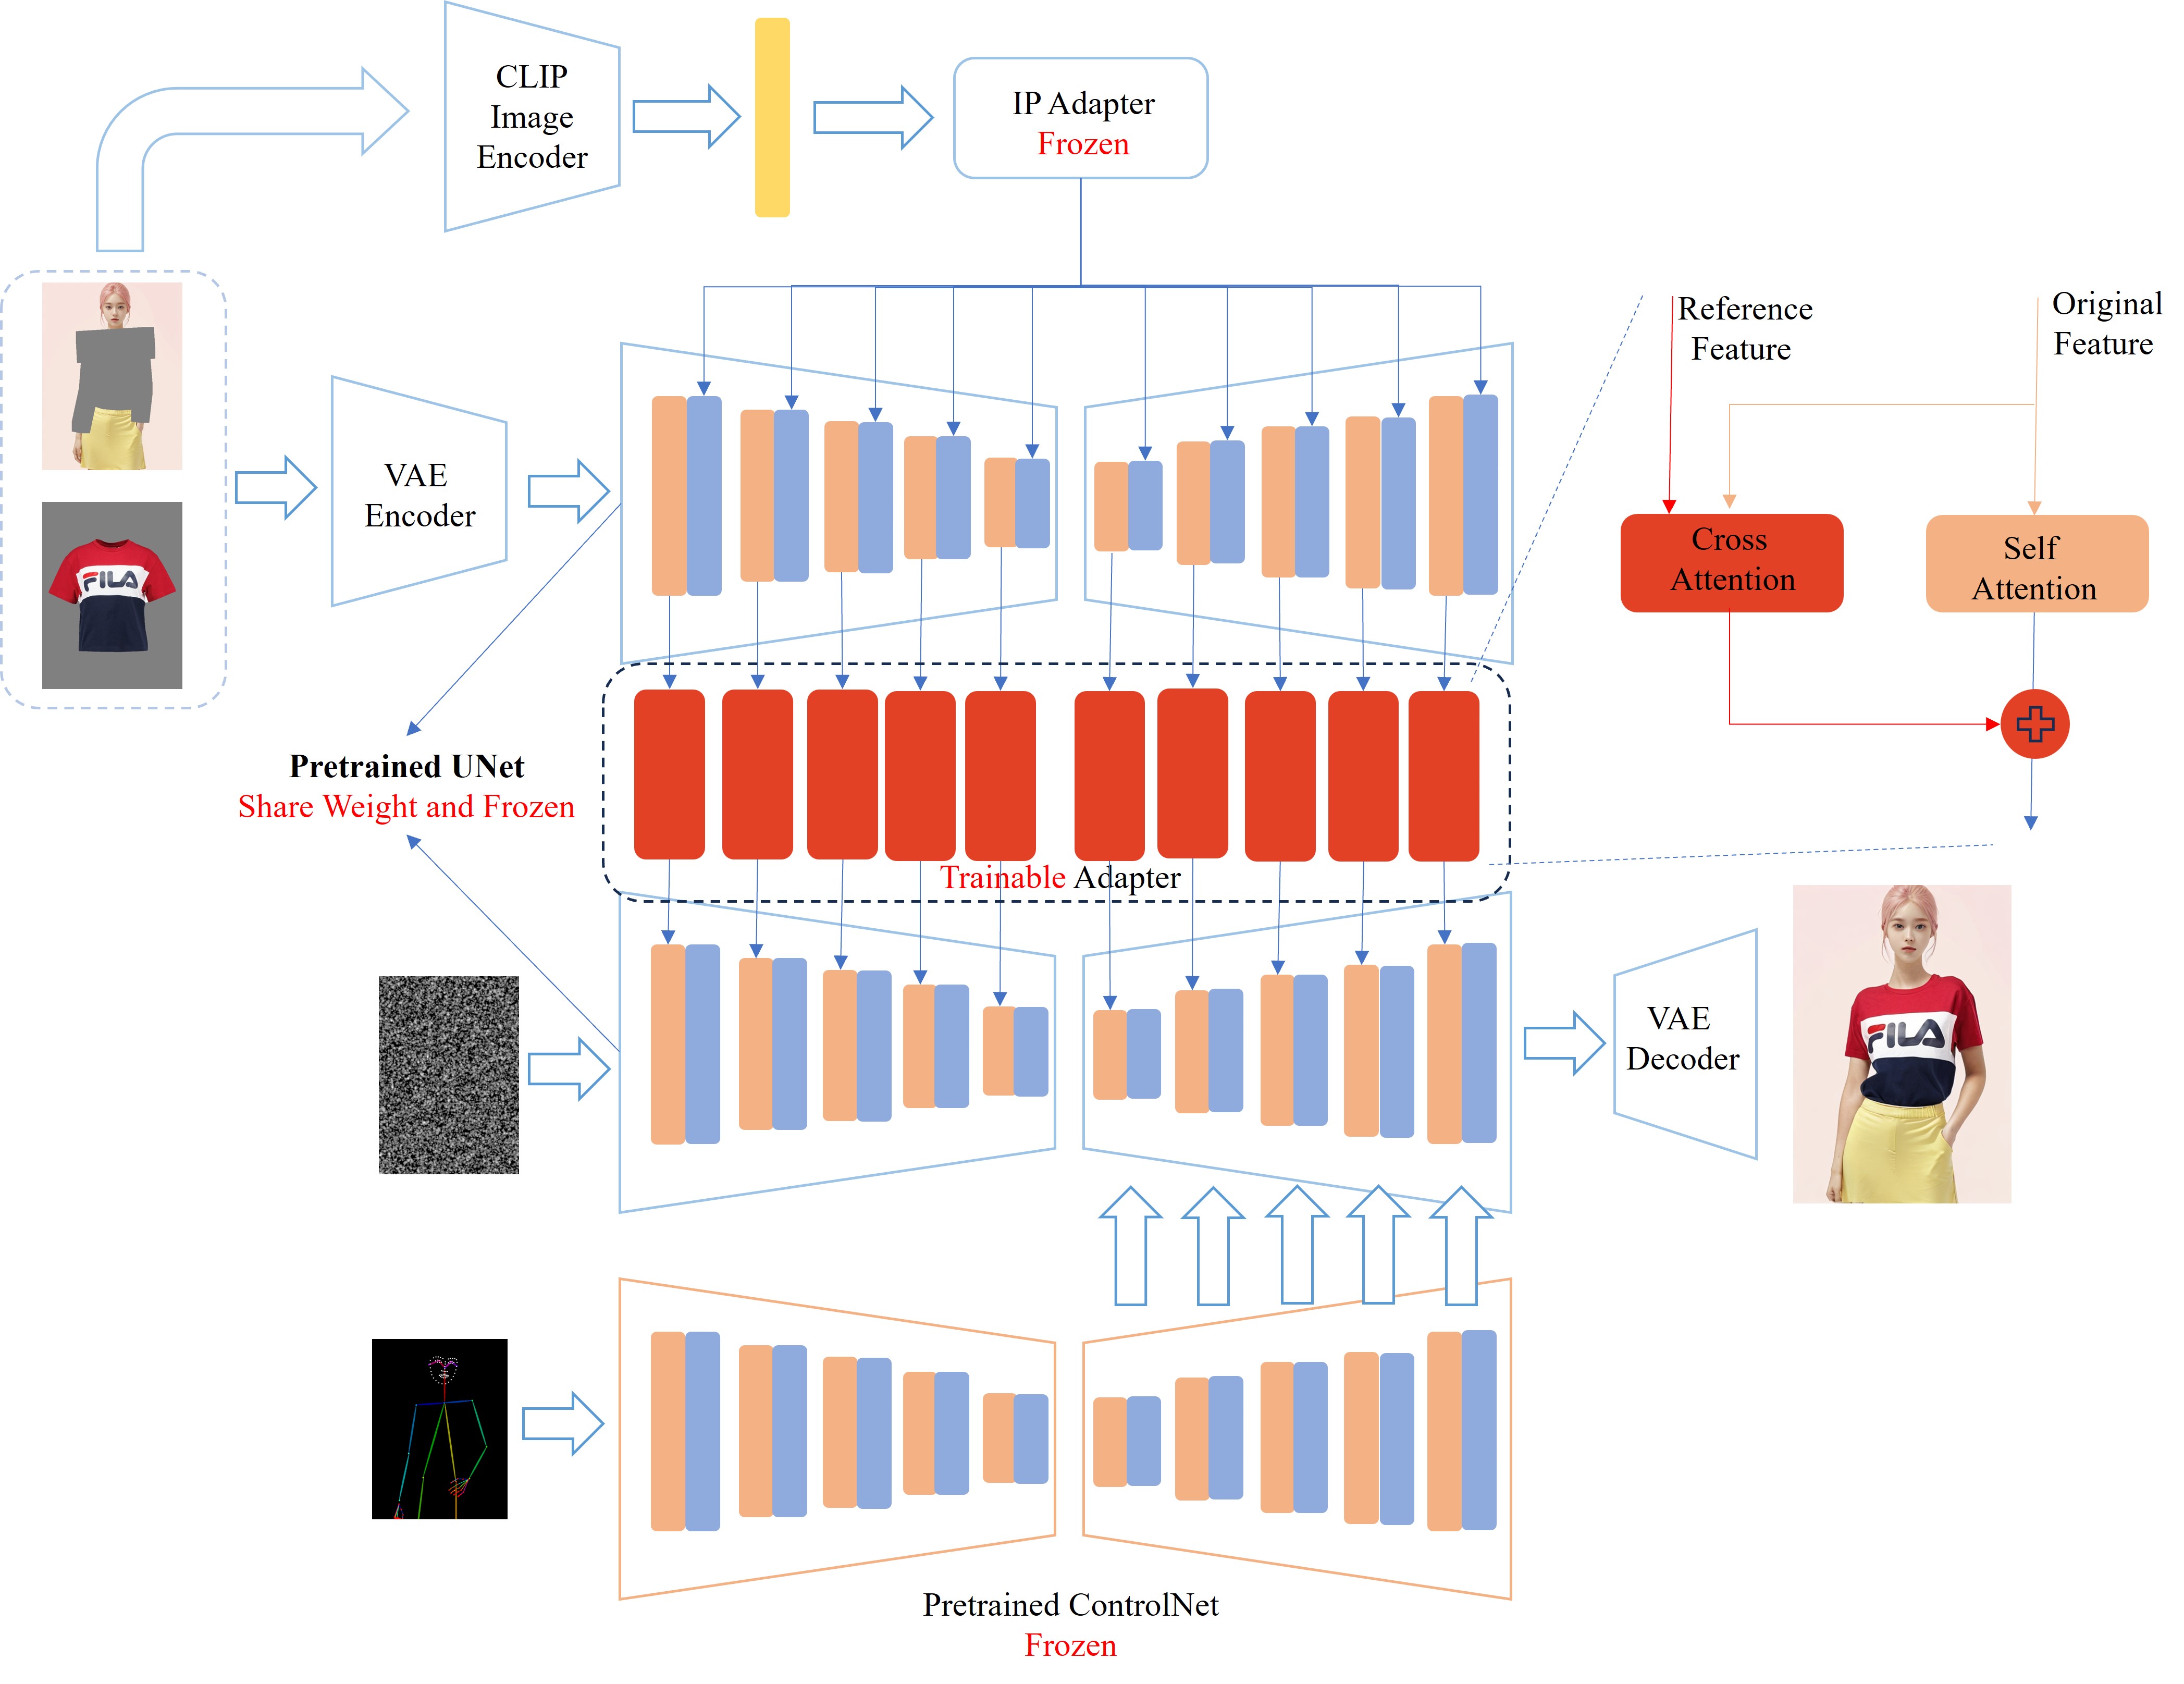 CLIP
Image
Encoder
IP Adapter
Frozen
Reference
Feature
Original
Feature
VAE
Encoder
FILA
Cross
Attention
Self
Attention
Pretrained UNet
Share Weight and Frozen
Trainable Adapter
VAE
Decoder
FILA
Pretrained ControlNet
Frozen